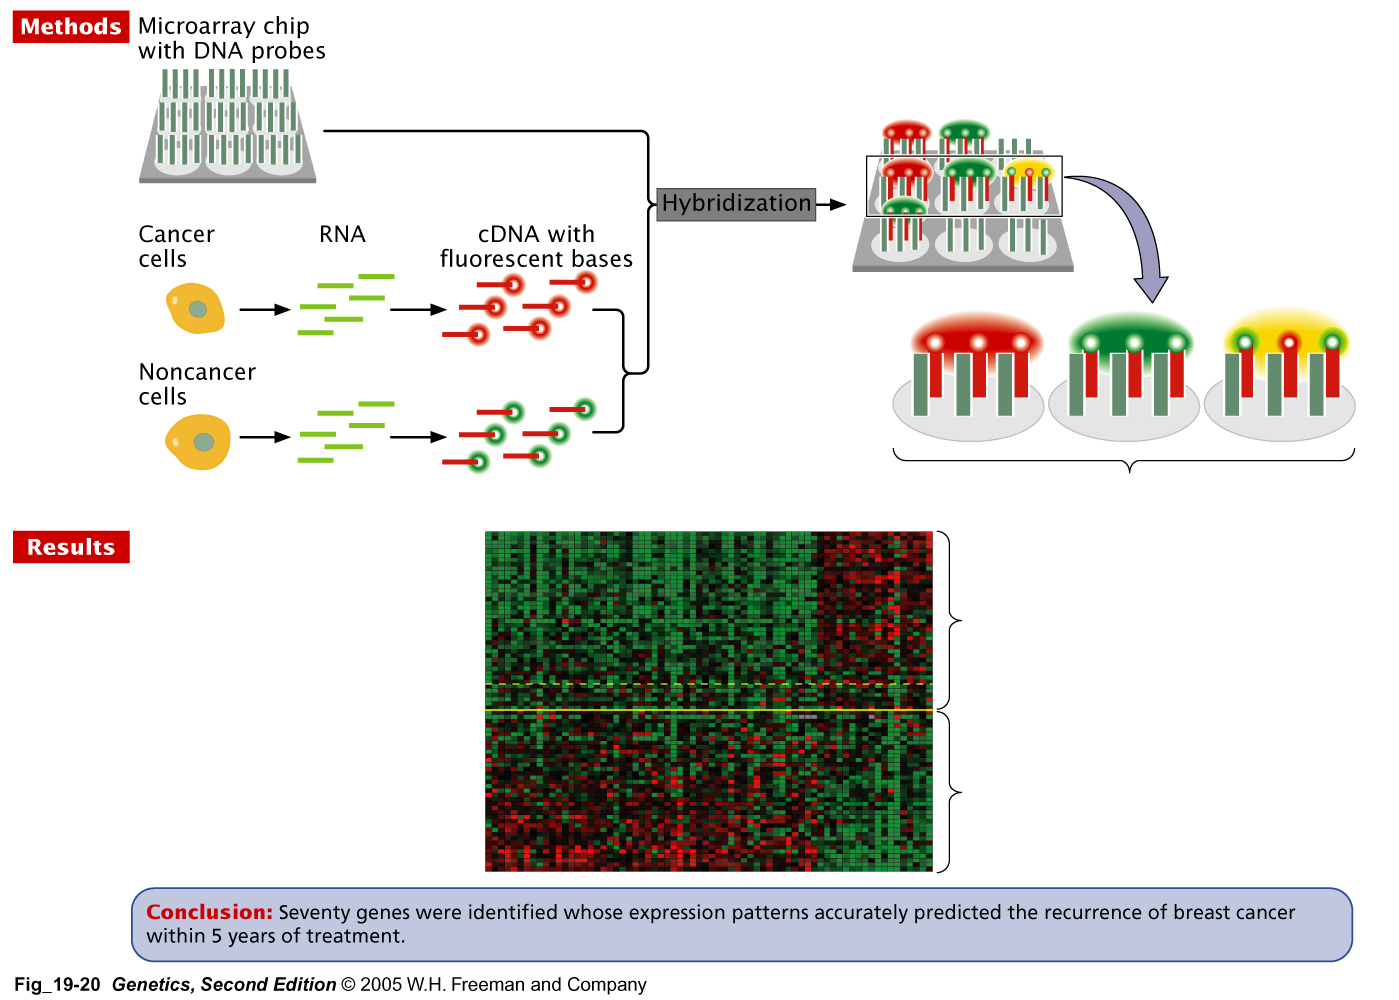 Methods
Microarray chip
with DNA probes
Hybridization
Cancer
cells
RNA
cDNA with
fluorescent bases
Noncancer
cells
Results
Conclusion: Seventy genes were identified whose expression patterns accurately predicted the recurrence of breast cancer
within 5 years of treatment.
Fig_19-20 Genetics, Second Edition © 2005 W.H. Freeman and Company